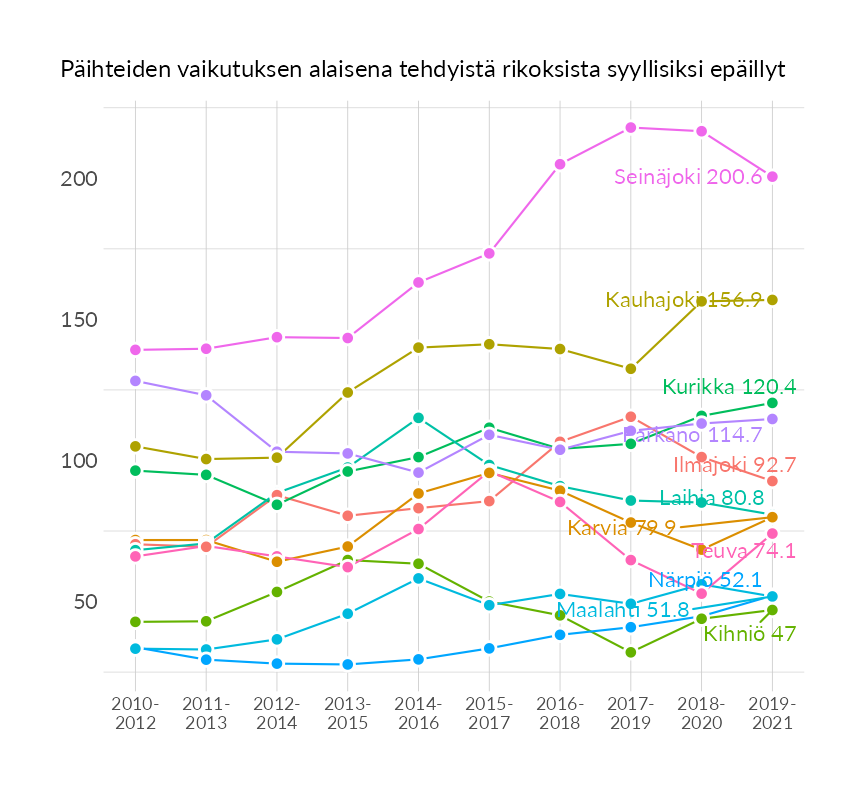 Päihteiden vaikutuksen alaisena tehdyistä rikoksista syyllisiksi epäillyt
200
150
100
50
Seinäjoki 200.6
Kauhajoki 156.9
Kurikka 120.4
Parkano 114.7
Ilmajoki 92.7
Laihia 80.8
Karvia 79.9
Teuva 74.1
Närpiö 52.1
Maalahti 51.8
Kihniö 47
2010-
2012
2011-
2013
2012-
2014
2013-
2015
2014-
2016
2015-
2017
2016-
2018
2017-
2019
2018-
2020
2019-
2021